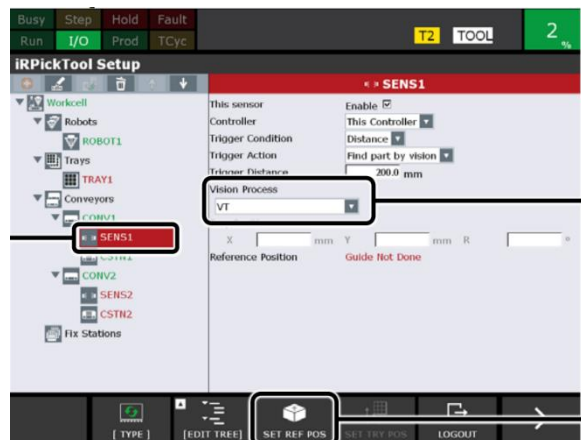 Busy Step Hold Fault
Run I/O Prod TCyc
T2 TOOL 2 %
iRPickTool Setup
SENS1
Workcell
Robots
ROBOT1
Trays
TRAY1
Conveyors
CONV1
SENS1
CSTN1
CONV2
SENS2
CSTN2
Fix Stations
This sensor Enable
Controller This Controller
Trigger Condition Distance
Trigger Action Find part by vision
Trigger Distance 200.0 mm
Vision Process
VT
X mm Y mm R °
Reference Position Guide Not Done
[ TYPE ] [EDIT TREE] SET REF POS SET TRY POS LOGOUT >